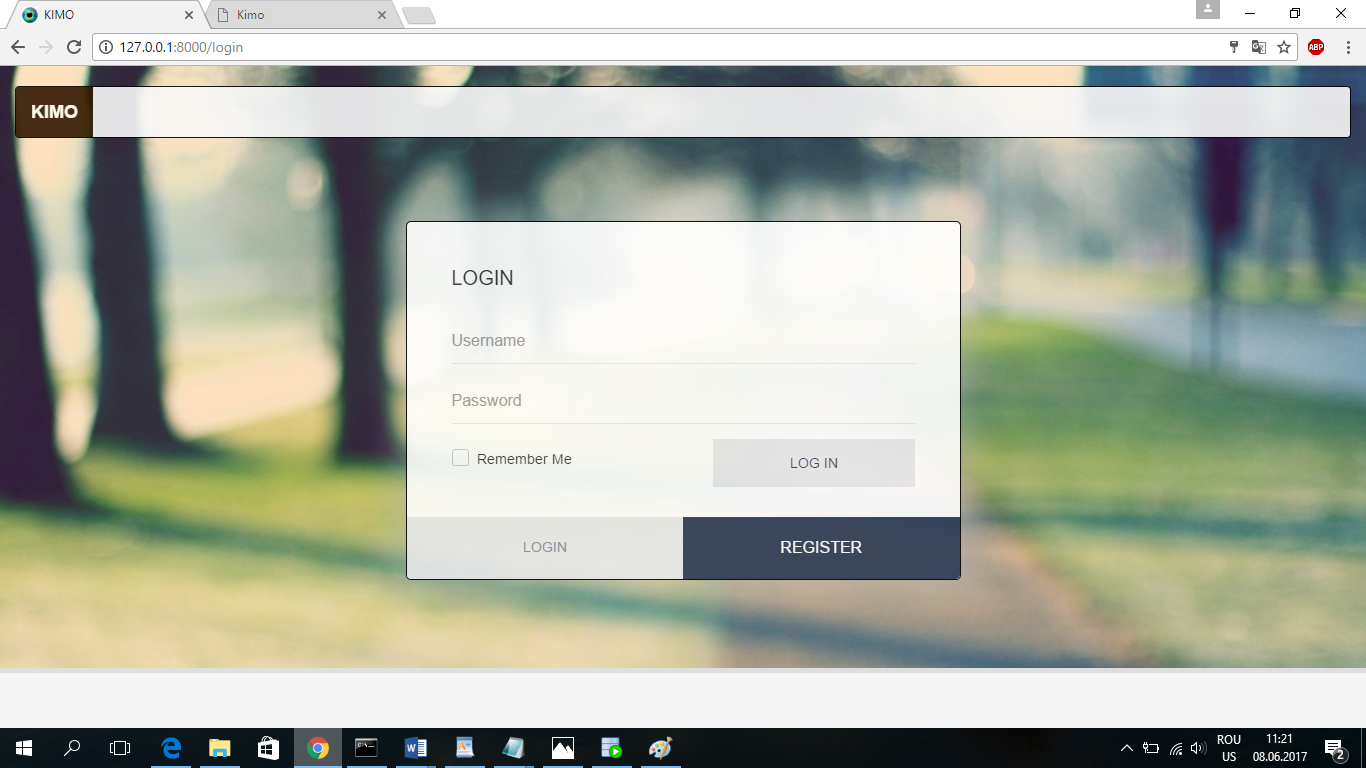 KIMO
Kimo
127.0.0.1:8000/login
ABP
KIMO
LOGIN
Username
Password
Remember Me
LOG IN
LOGIN
REGISTER
ROU
US
11:21
08.06.2017
2